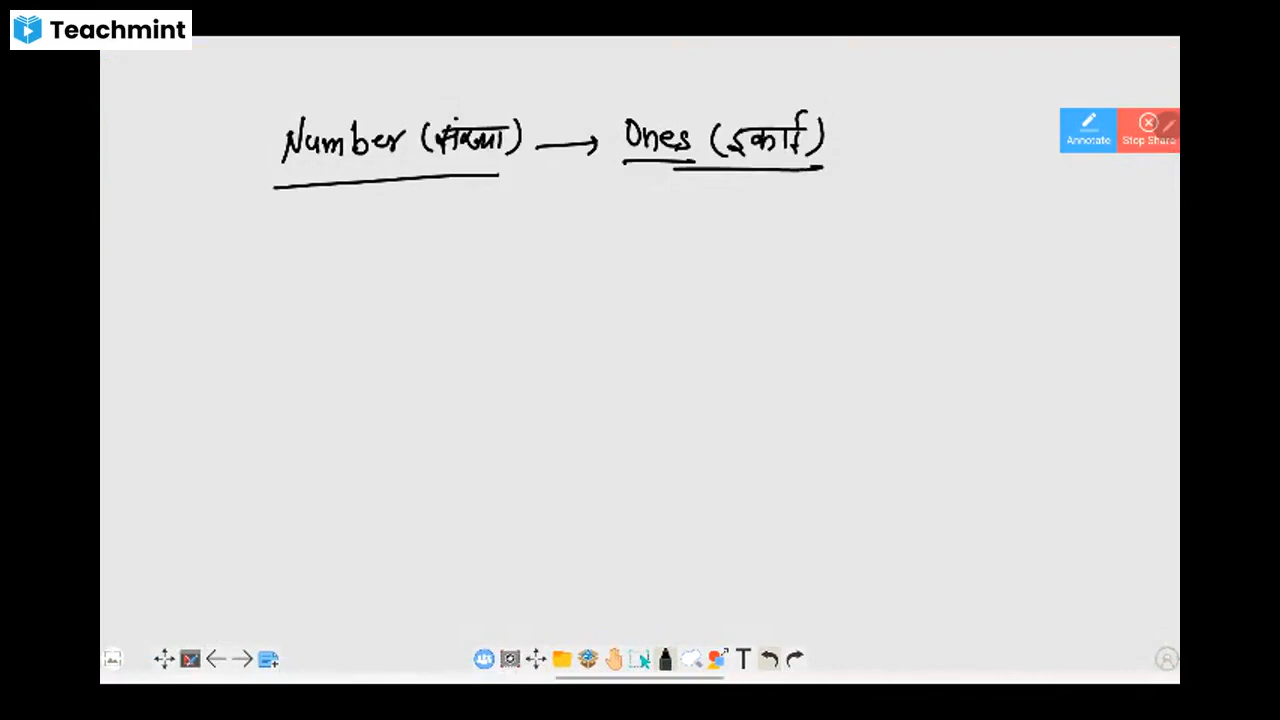 Teachmint
Number (संख्या) → Ones (इकाई)
Annotate
Stop Share
T